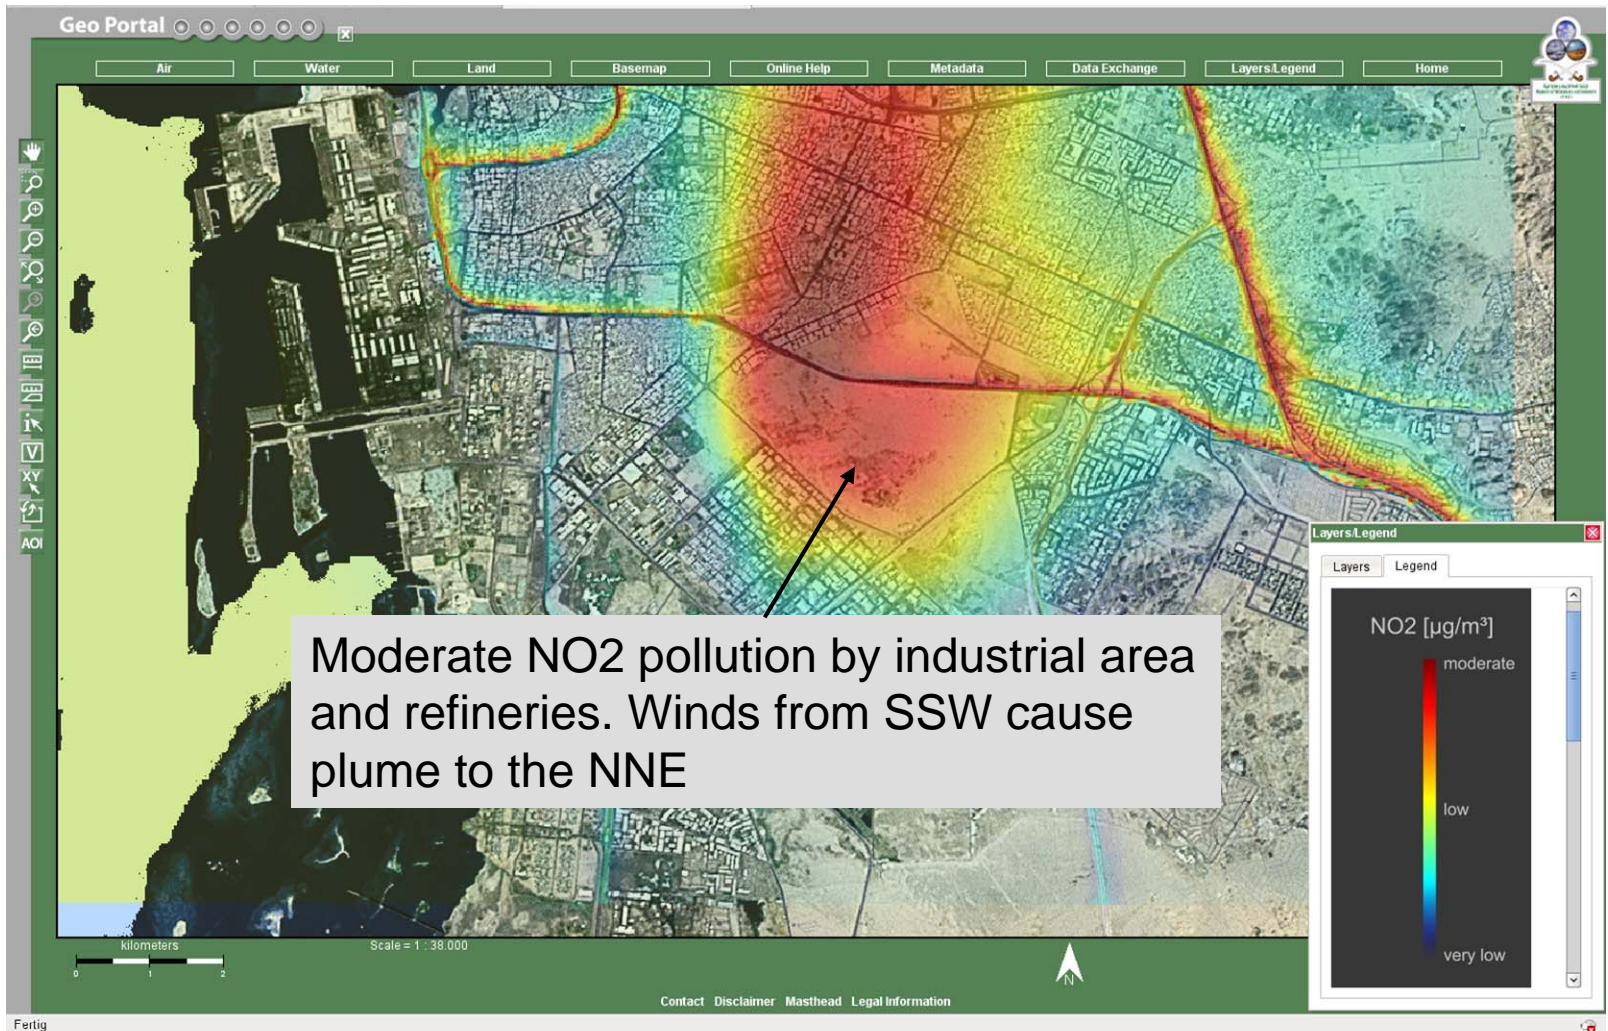 Geo Portal
Air Water Land Basemap Online Help Metadata Data Exchange Layers/Legend Home
i
V
XY
AOI
Moderate NO2 pollution by industrial area
and refineries. Winds from SSW cause
plume to the NNE
Layers/Legend
Layers Legend
NO2 [µg/m³]
moderate
low
very low
kilometers
0 1 2
Scale = 1 : 38.000
N
Contact Disclaimer Masthead Legal Information
Fertig